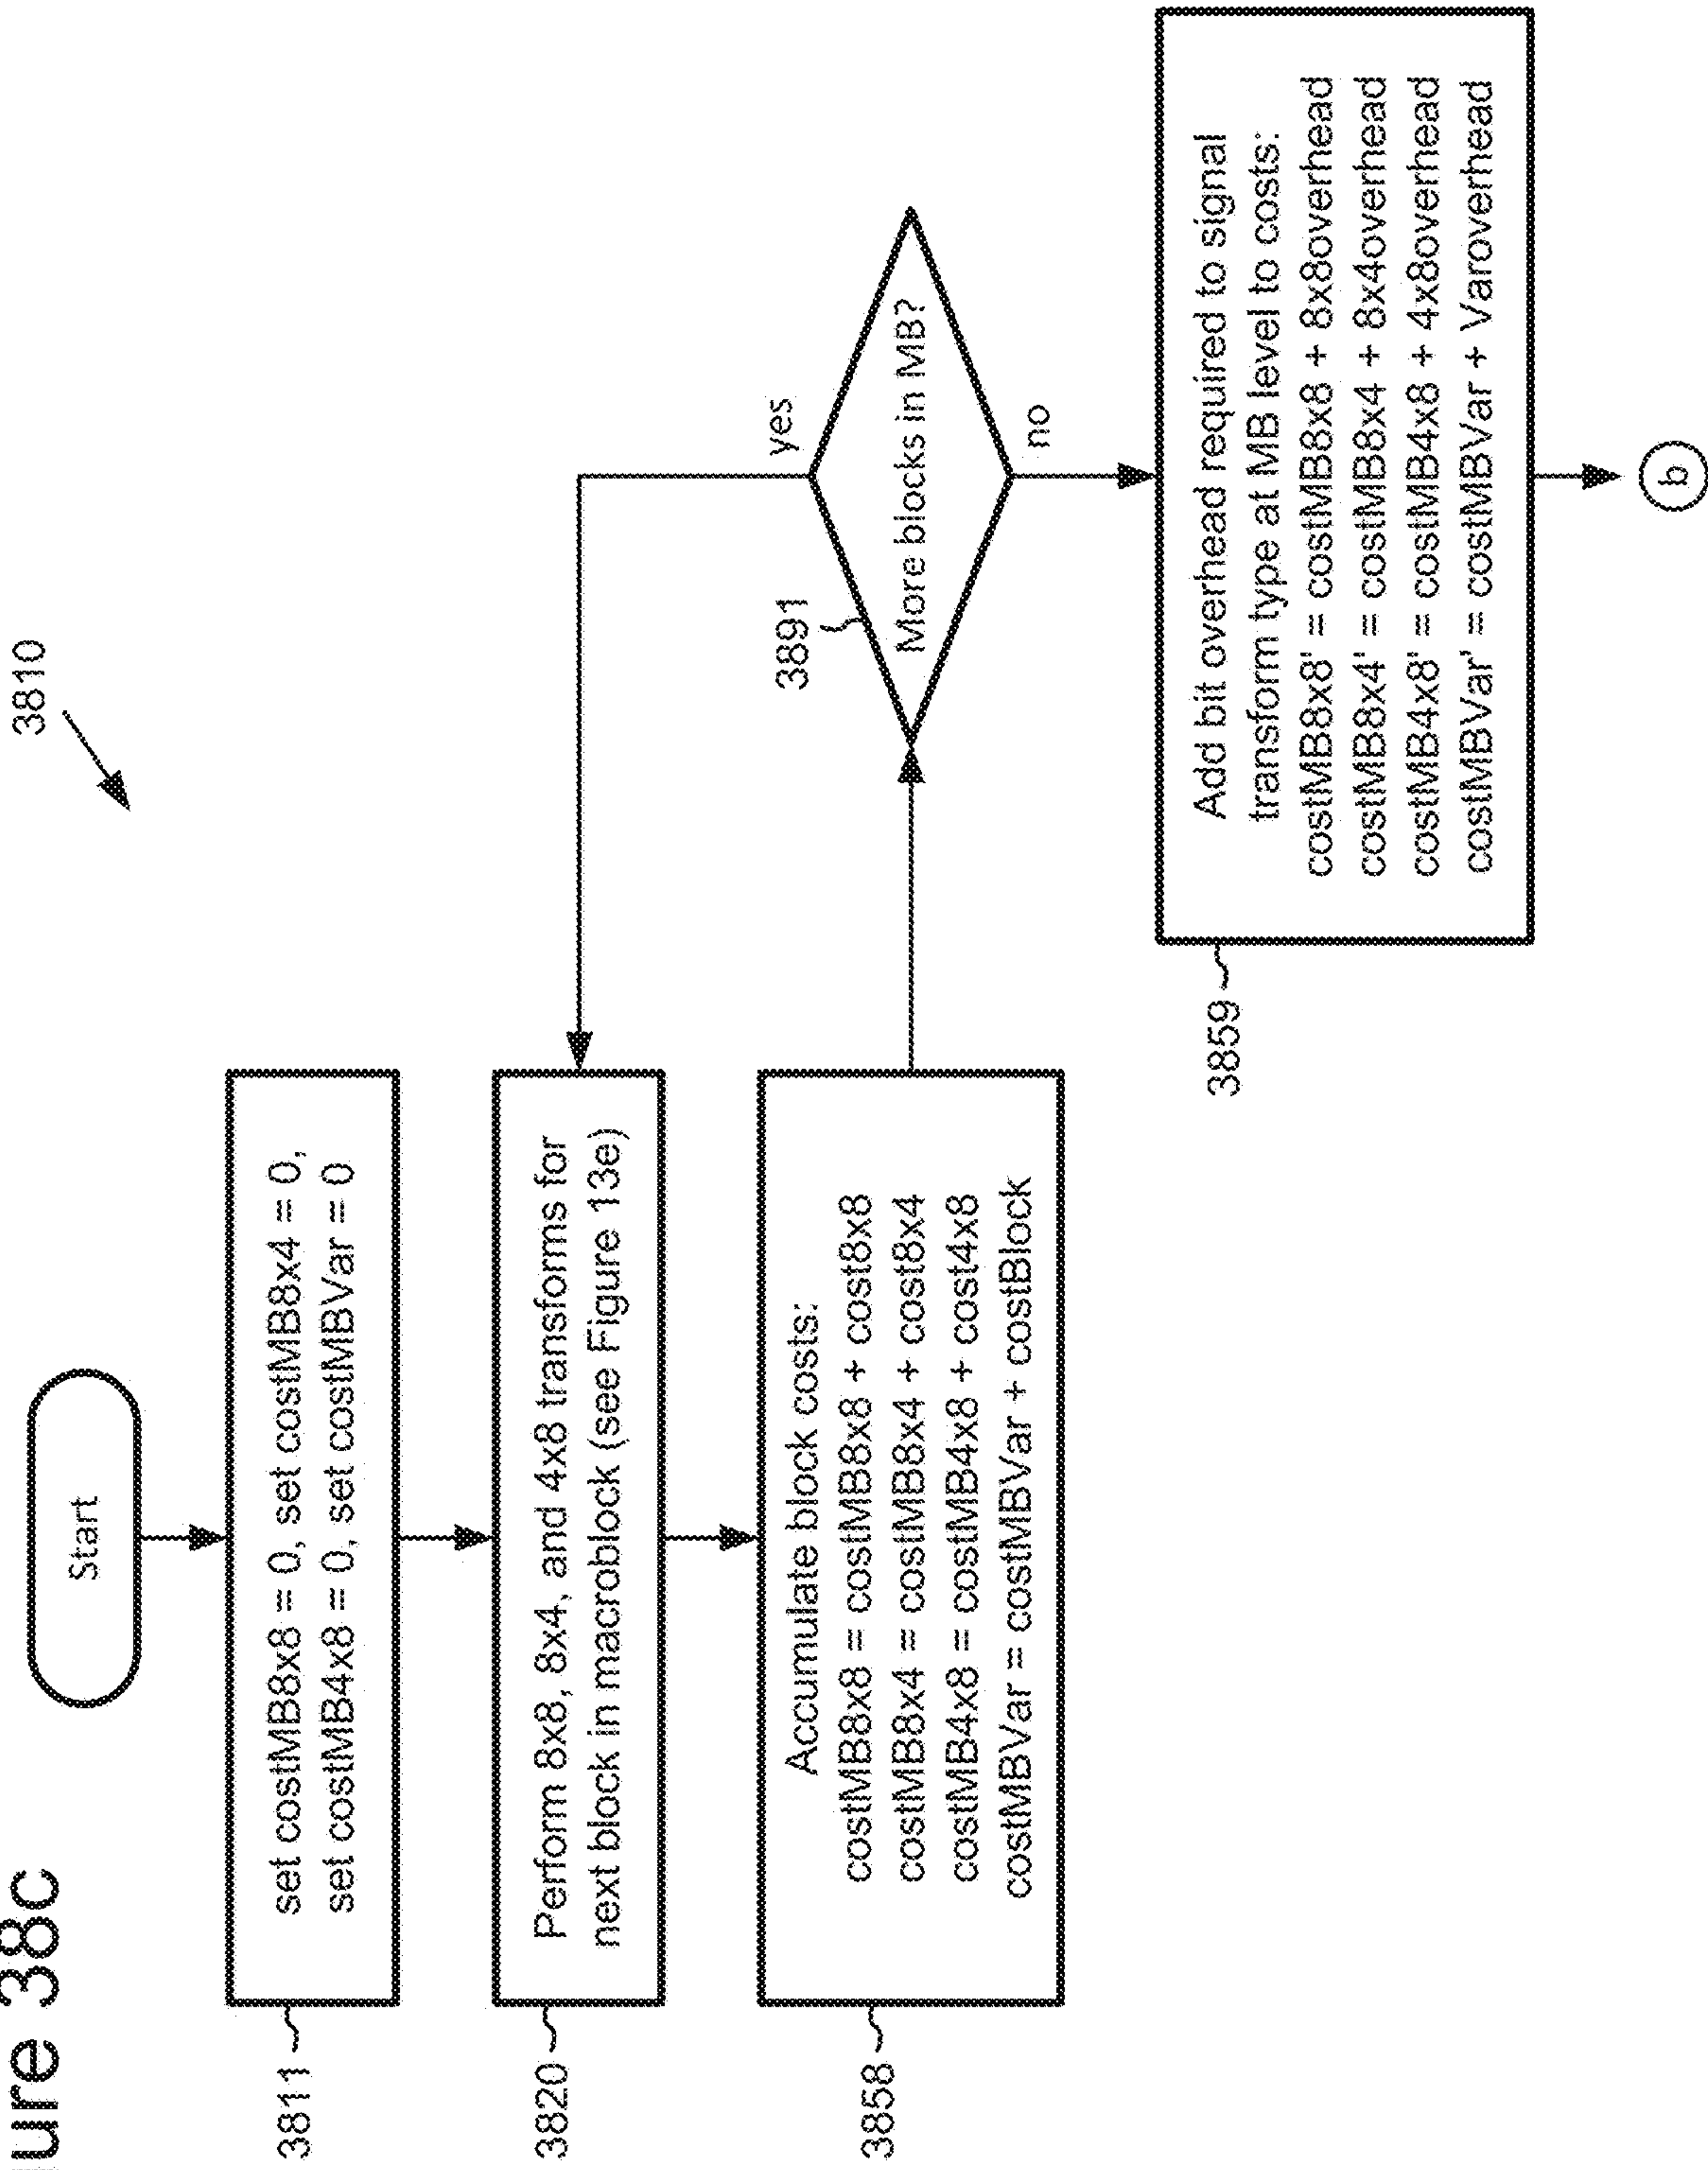 ure 38c
3810
Start
3811
set costMB8x8 = 0, set costMB8x4 = 0,
set costMB4x8 = 0, set costMBVar = 0
3820
Perform 8x8, 8x4, and 4x8 transforms for
next block in macroblock (see Figure 13e)
3858
Accumulate block costs:
costMB8x8 = costMB8x8 + cost8x8
costMB8x4 = costMB8x4 + cost8x4
costMB4x8 = costMB4x8 + cost4x8
costMBVar = costMBVar + costBlock
3891
More blocks in MB?
yes
no
3859
Add bit overhead required to signal
transform type at MB level to costs:
costMB8x8' = costMB8x8 + 8x8overhead
costMB8x4' = costMB8x4 + 8x4overhead
costMB4x8' = costMB4x8 + 4x8overhead
costMBVar' = costMBVar + Varoverhead
b